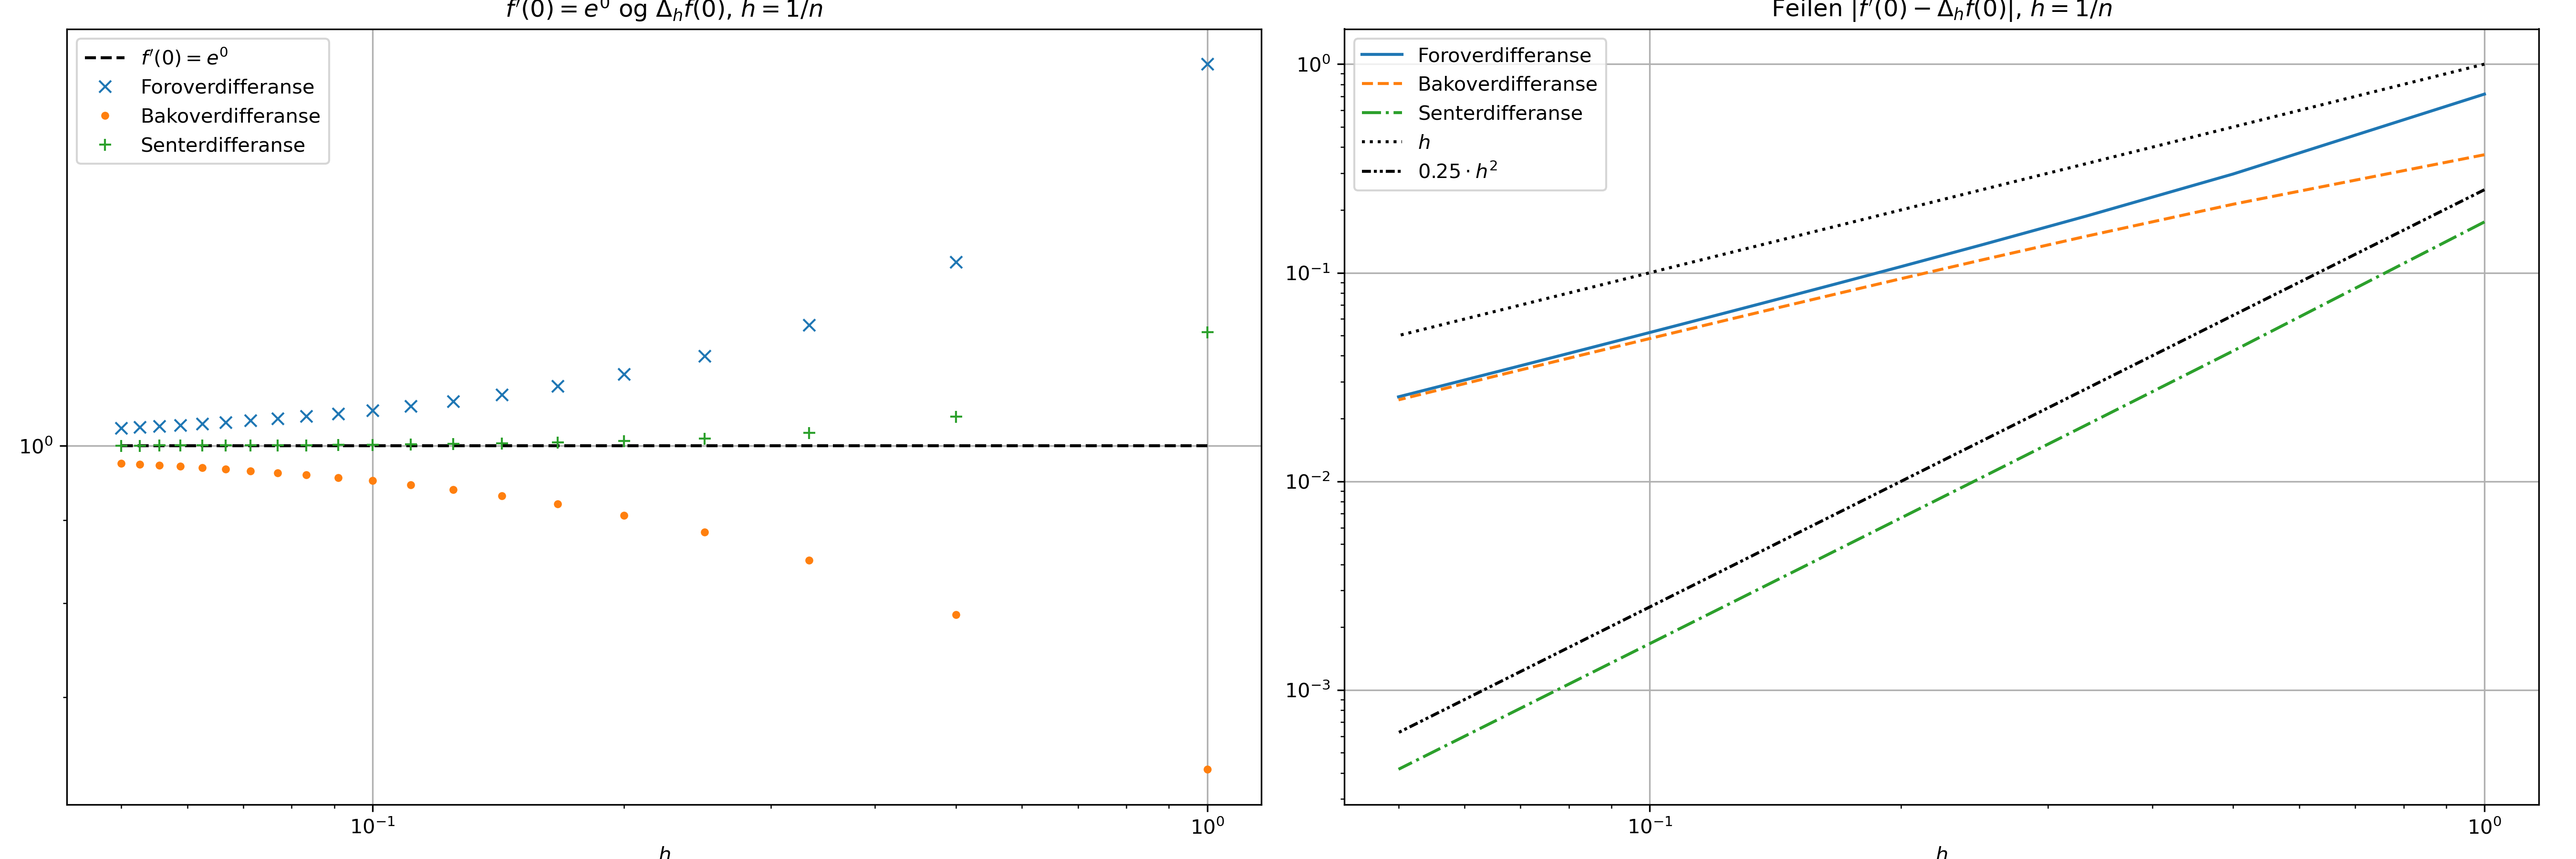 f′(0) = e⁰ og Δₕf(0), h = 1/n
f′(0) = e⁰
Foroverdifferanse
Bakoverdifferanse
Senterdifferanse
10⁰
10⁻¹
10⁰
h
Feilen |f′(0) − Δₕf(0)|, h = 1/n
Foroverdifferanse
Bakoverdifferanse
Senterdifferanse
h
0.25 · h²
10⁰
10⁻¹
10⁻²
10⁻³
10⁻¹
10⁰
h